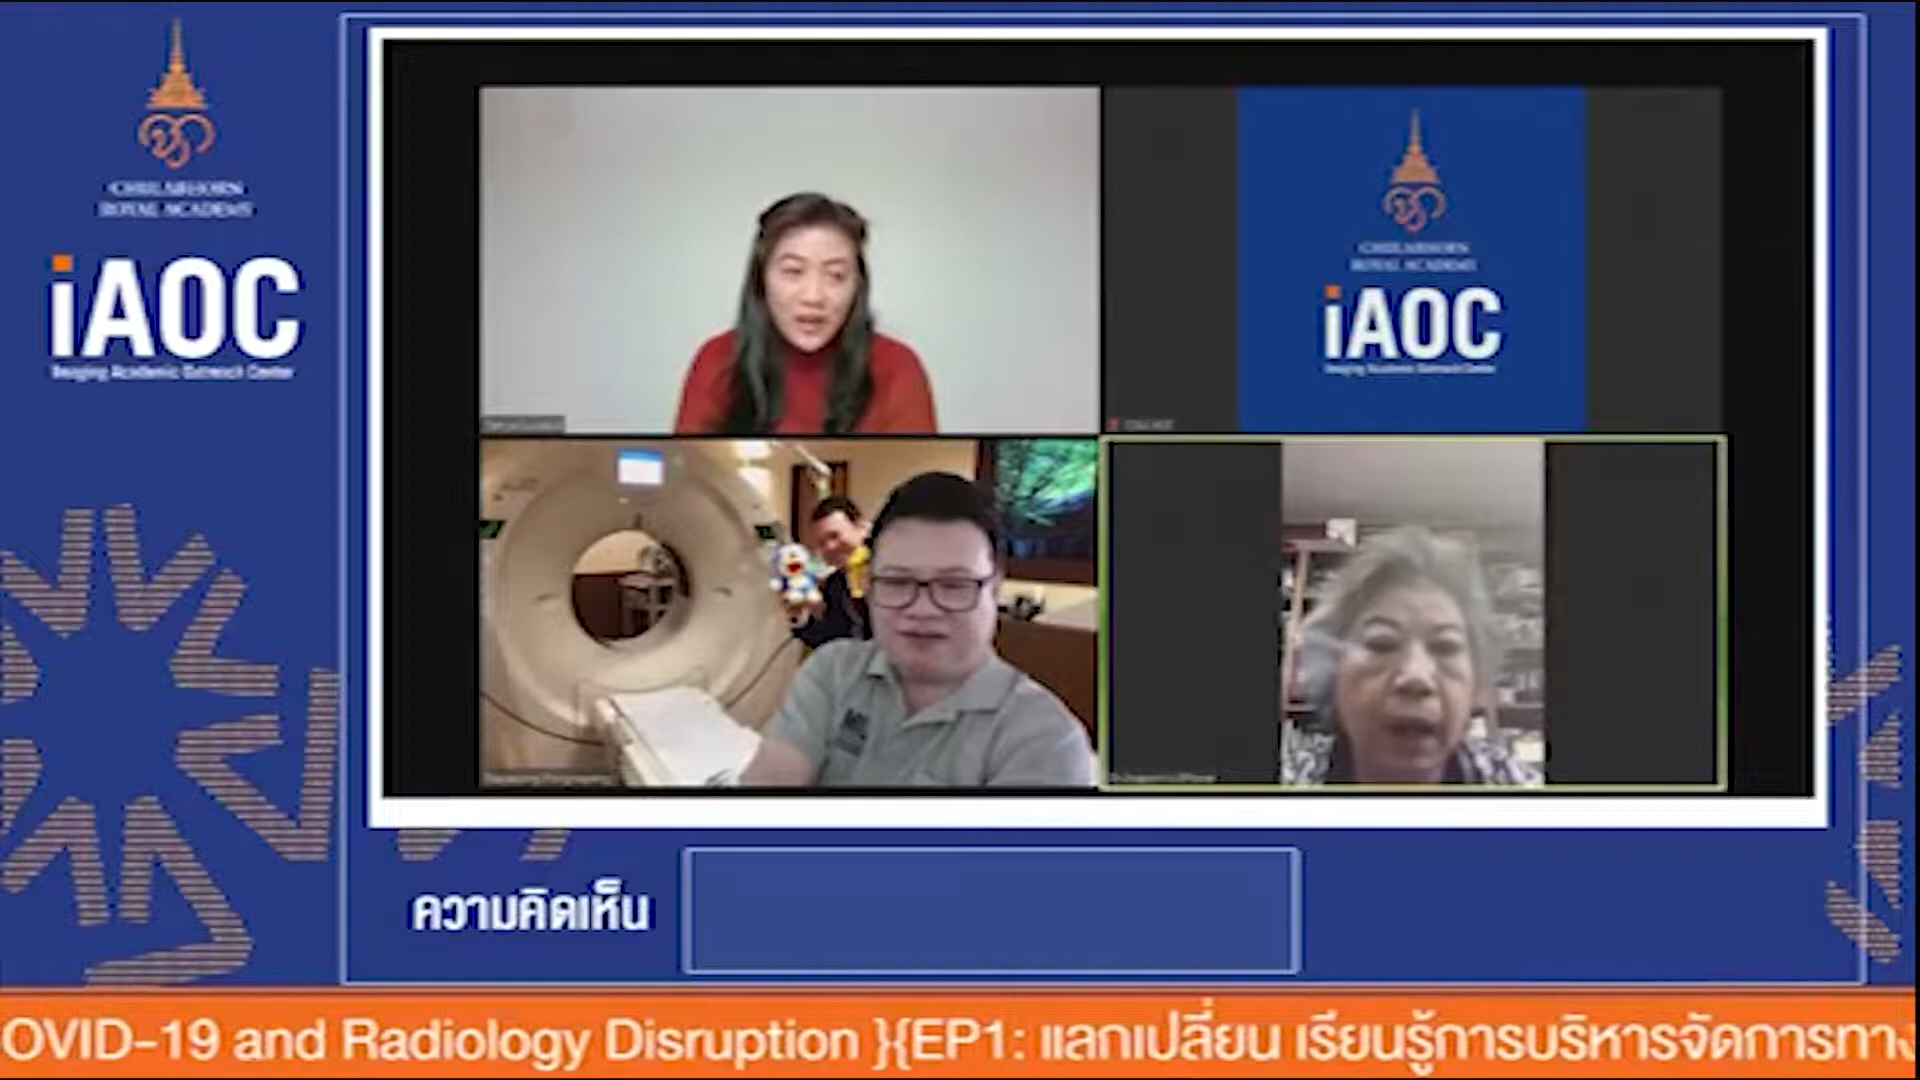 CHULABHORN
ROYAL ACADEMY
iAOC
Imaging Academic Outreach Center
CHULABHORN
ROYAL ACADEMY
iAOC
Imaging Academic Outreach Center
ความคิดเห็น
OVID-19 and Radiology Disruption }{EP1: แลกเปลี่ยน เรียนรู้การบริหารจัดการทาง